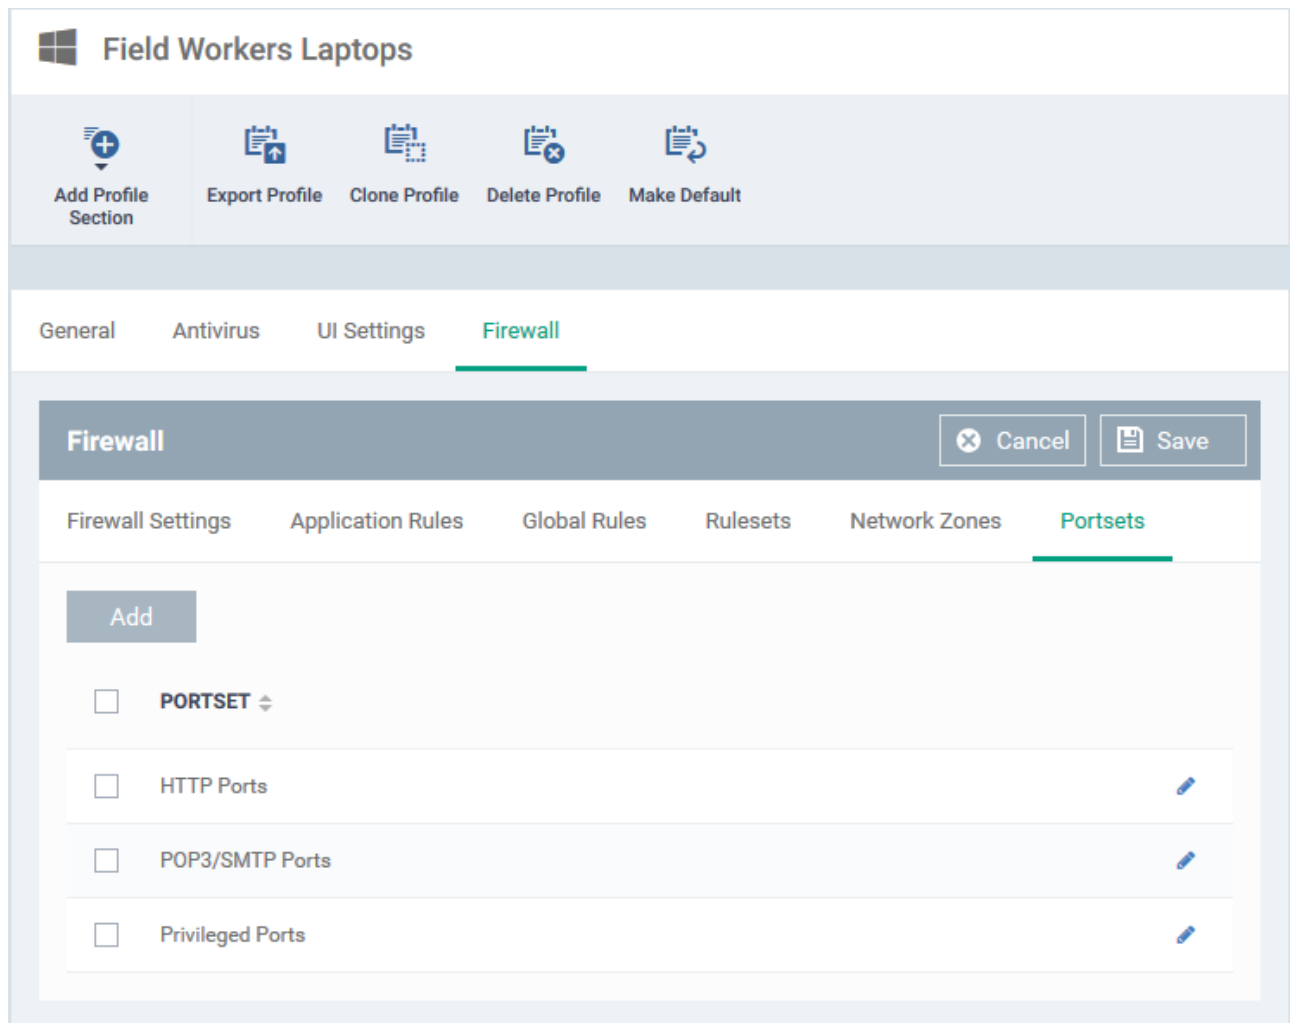 Field Workers Laptops
Add Profile
Section
Export Profile
Clone Profile
Delete Profile
Make Default
General
Antivirus
UI Settings
Firewall
Firewall
Cancel
Save
Firewall Settings
Application Rules
Global Rules
Rulesets
Network Zones
Portsets
Add
PORTSET
HTTP Ports
POP3/SMTP Ports
Privileged Ports